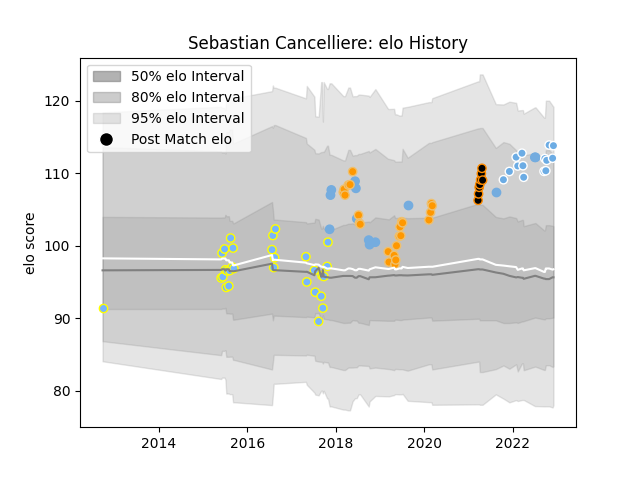 Sebastian Cancelliere: elo History
50% elo Interval
80% elo Interval
95% elo Interval
Post Match elo
elo score
120
110
100
90
80
2014
2016
2018
2020
2022